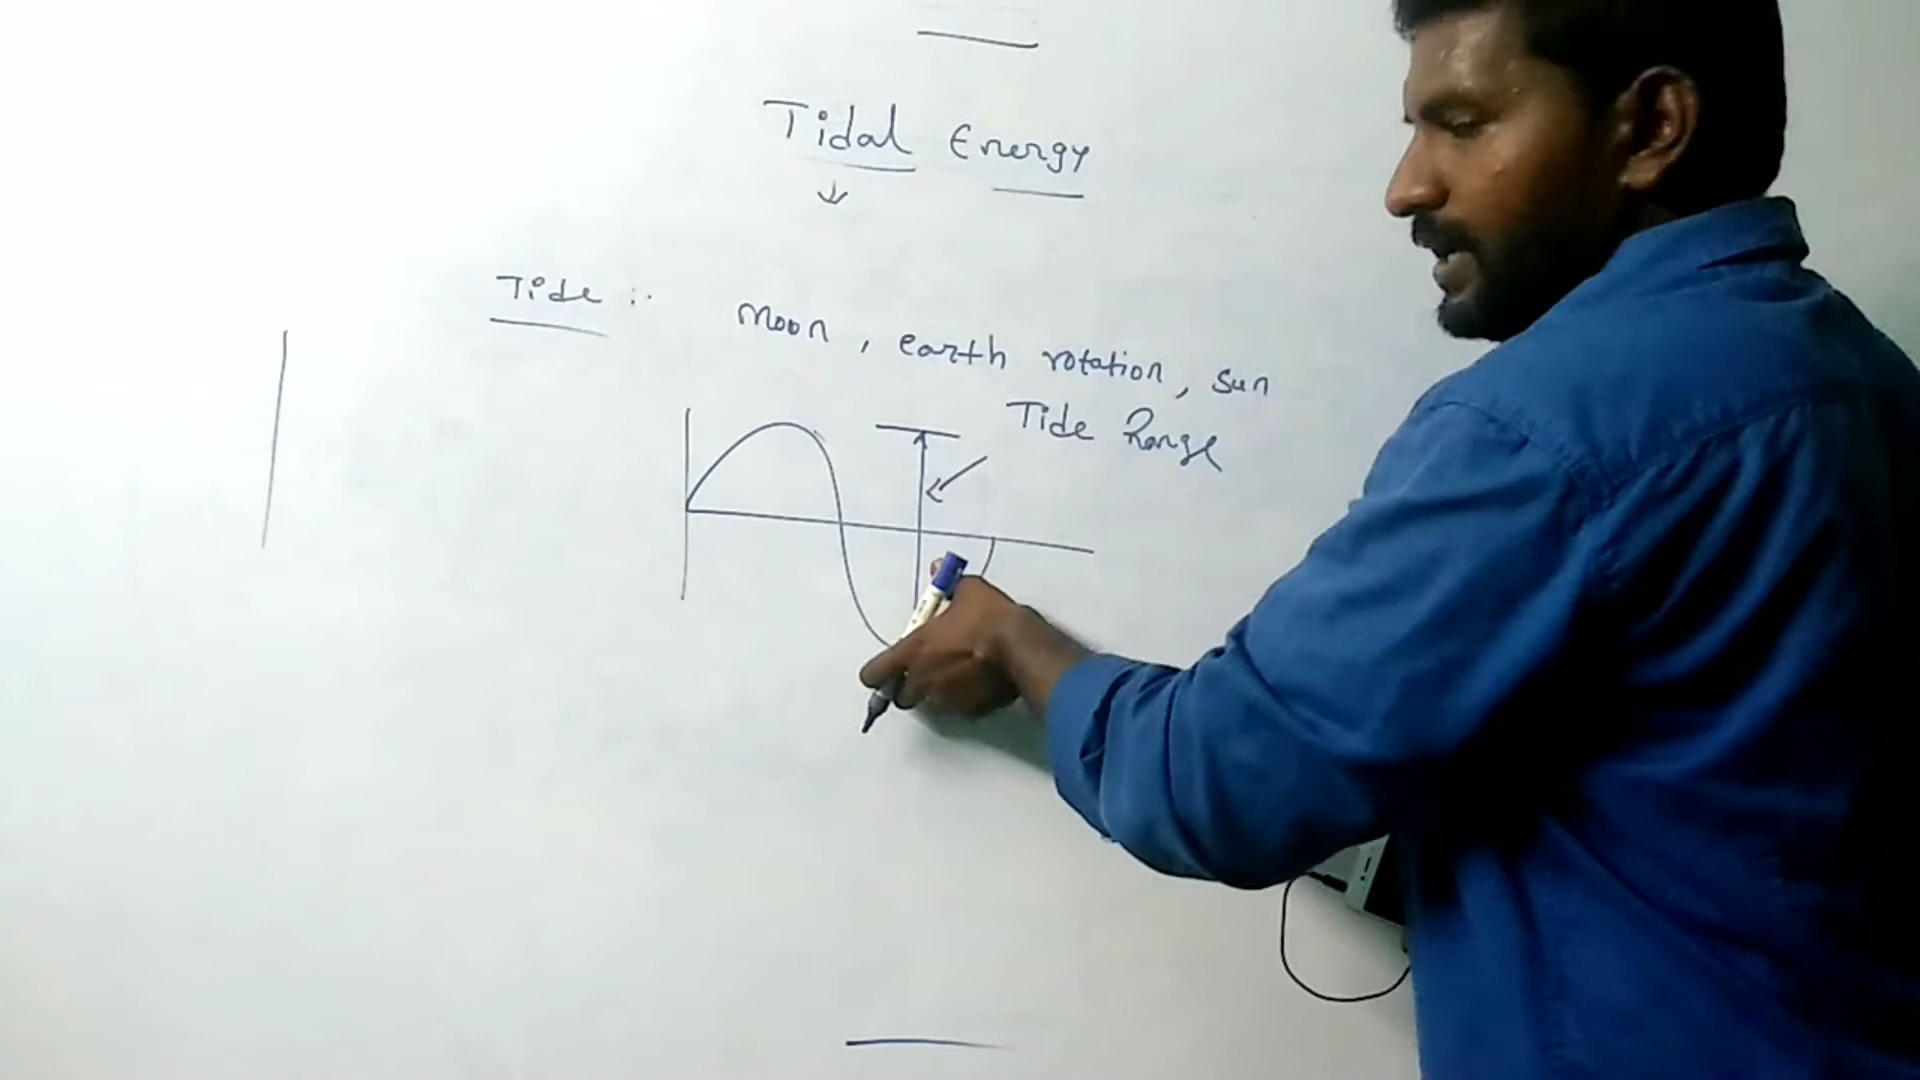 Tidal Energy
Tide :-
Moon, earth rotation, sun
Tide Range